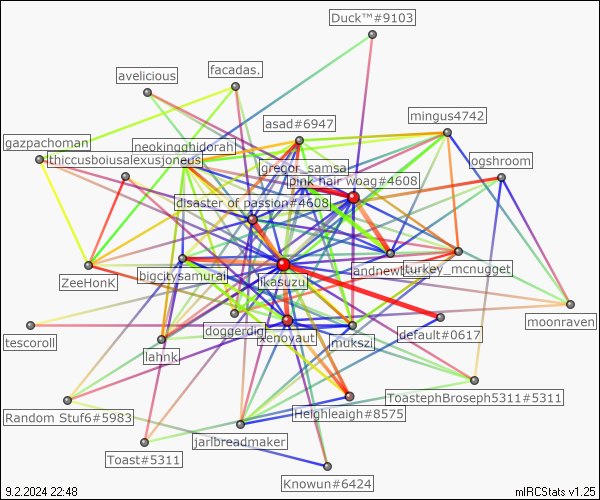 Duck™#9103
avelicious
facadas.
asad#6947
mingus4742
gazpachoman
neokingghidorah
thiccusboiusalexusjoneus
gregor_samsa
ogshroom
pink hair woag#4608
disaster of passion#4608
ZeeHonK
bigcitysamurai
ikasuzu
andnewt
turkey_mcnugget
doggerdig
moonraven
tescoroll
xenoyaut
mukszi
default#0617
lahnk
Random Stuf6#5983
Heighleaigh#8575
ToastephBroseph5311#5311
Toast#5311
jarlbreadmaker
Knowun#6424
9.2.2024 22:48
mIRCStats v1.25